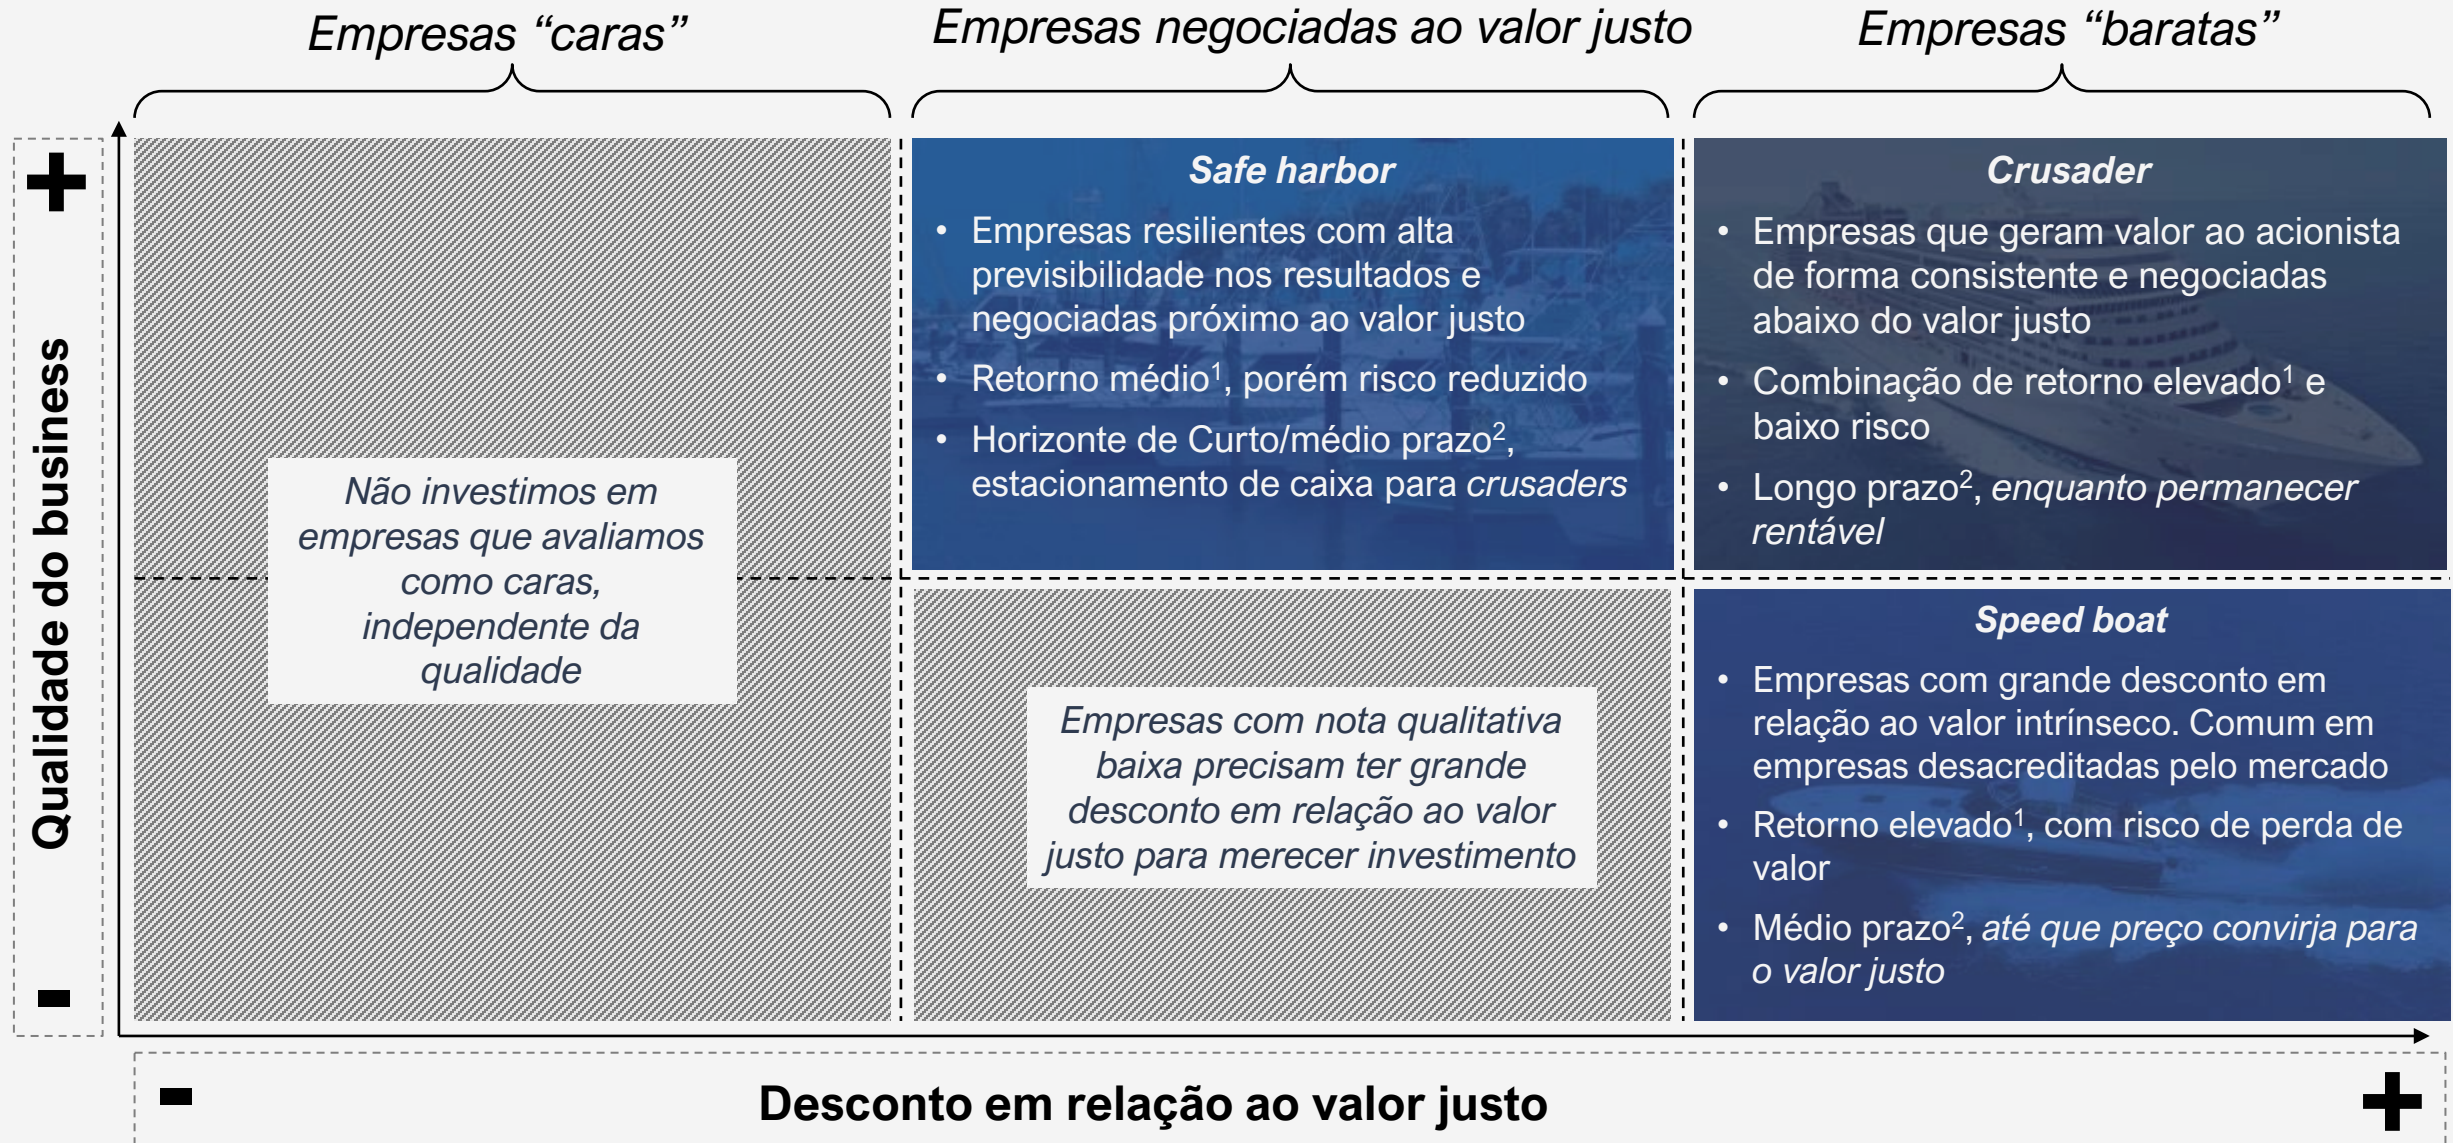 Empresas “caras”
Empresas negociadas ao valor justo
Empresas “baratas”
+
Qualidade do business
-
Não investimos em
empresas que avaliamos
como caras,
independente da
qualidade
Safe harbor
• Empresas resilientes com alta
previsibilidade nos resultados e
negociadas próximo ao valor justo
• Retorno médio¹, porém risco reduzido
• Horizonte de Curto/médio prazo²,
estacionamento de caixa para crusaders
Crusader
• Empresas que geram valor ao acionista
de forma consistente e negociadas
abaixo do valor justo
• Combinação de retorno elevado¹ e
baixo risco
• Longo prazo², enquanto permanecer
rentável
Empresas com nota qualitativa
baixa precisam ter grande
desconto em relação ao valor
justo para merecer investimento
Speed boat
• Empresas com grande desconto em
relação ao valor intrínseco. Comum em
empresas desacreditadas pelo mercado
• Retorno elevado¹, com risco de perda de
valor
• Médio prazo², até que preço convirja para
o valor justo
-
Desconto em relação ao valor justo
+